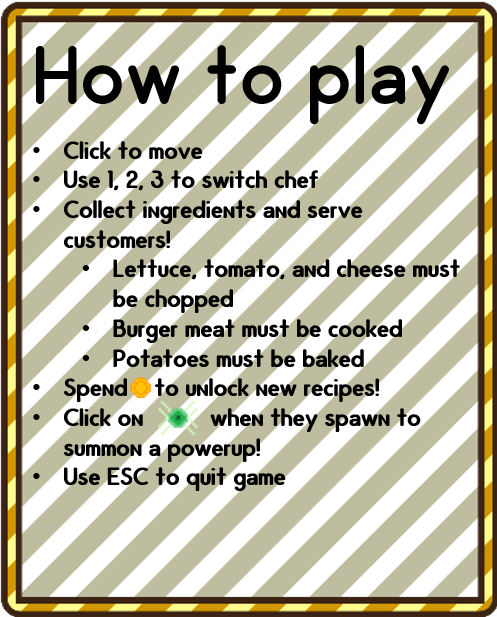 How to play
• Click to move
• Use 1, 2, 3 to switch chef
• Collect ingredients and serve
customers!
• Lettuce, tomato, and cheese must
be chopped
• Burger meat must be cooked
• Potatoes must be baked
• Spend to unlock new recipes!
• Click on when they spawn to
summon a powerup!
• Use ESC to quit game